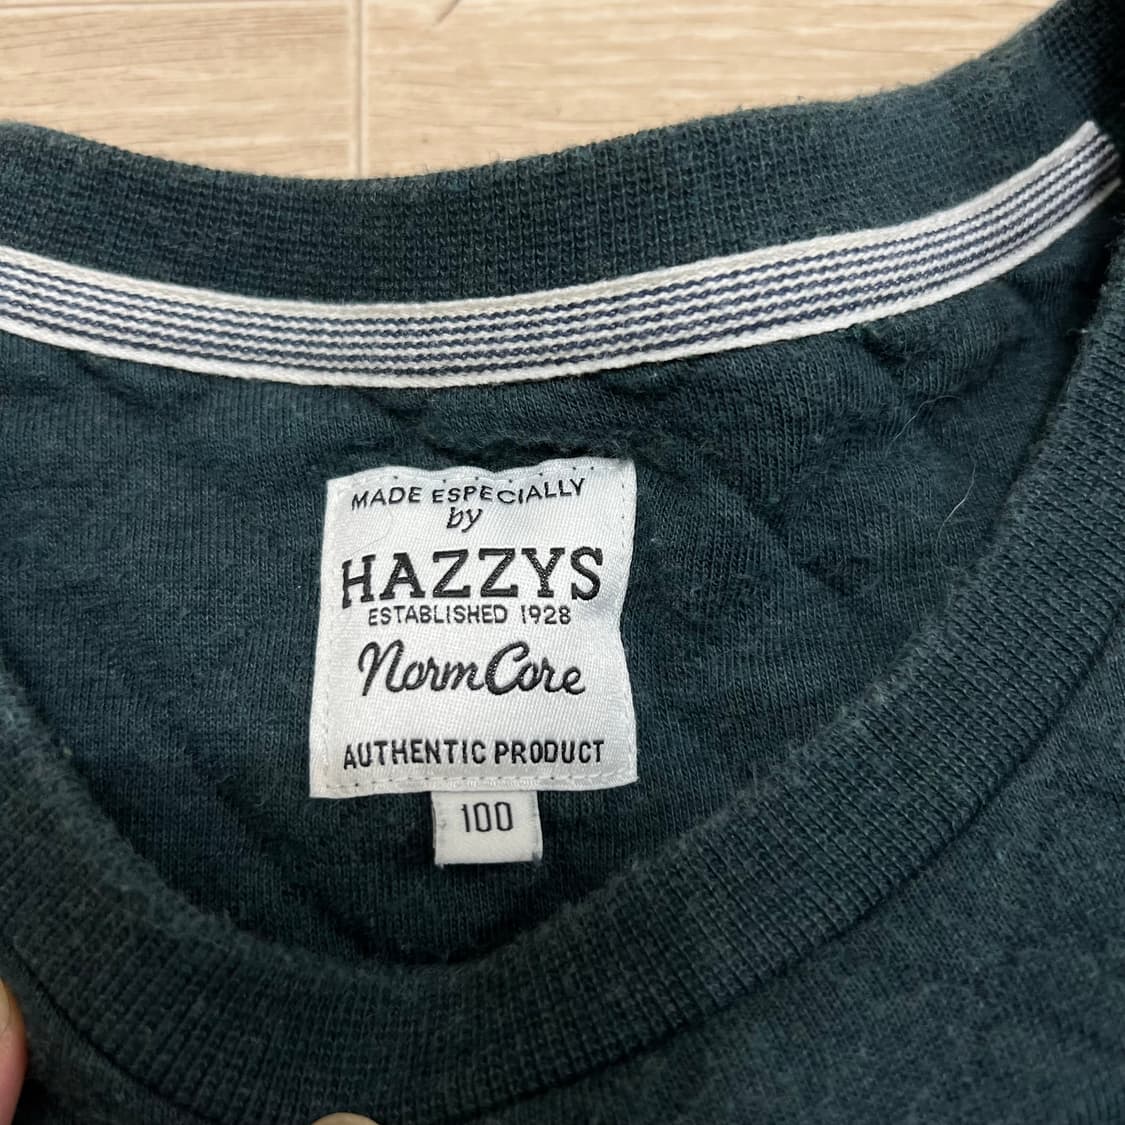 MADE ESPECIALLY
by
HAZZYS
ESTABLISHED 1928
NormCore
AUTHENTIC PRODUCT
100